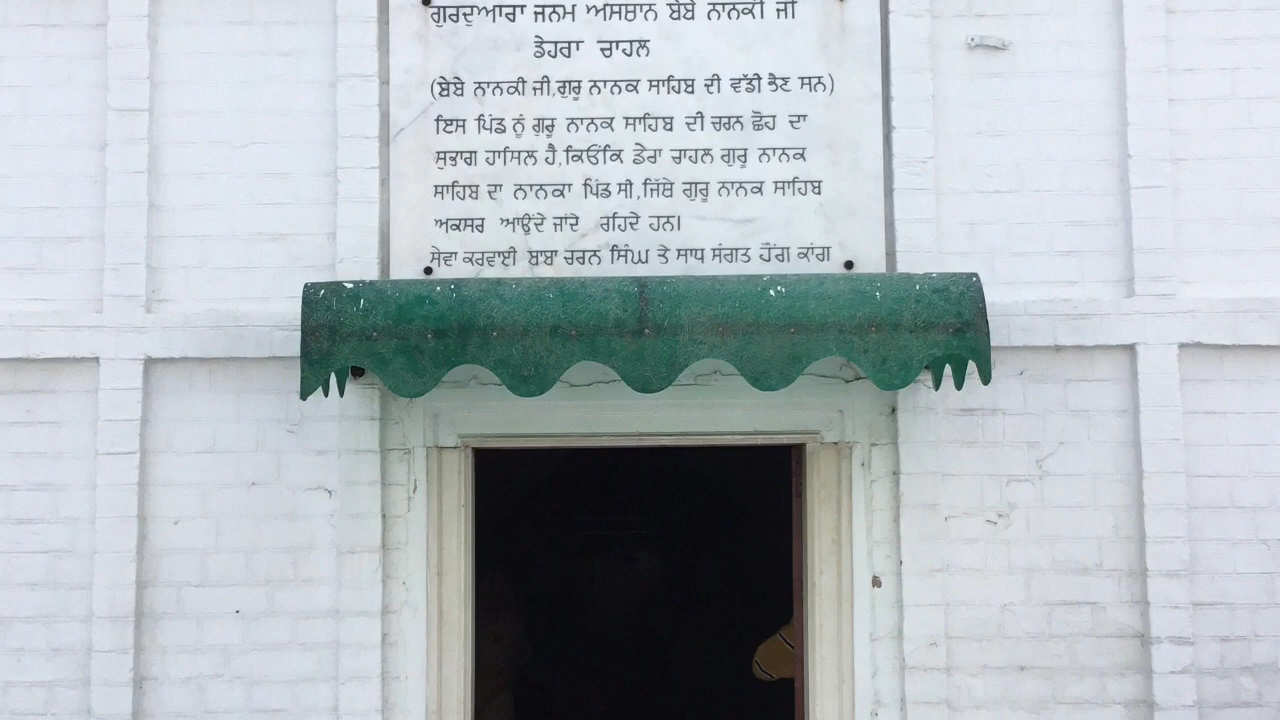 ਗੁਰਦੁਆਰਾ ਜਨਮ ਅਸਥਾਨ ਬੇਬੇ ਨਾਨਕੀ ਜੀ
ਡੇਹਰਾ ਚਾਹਲ
(ਬੇਬੇ ਨਾਨਕੀ ਜੀ,ਗੁਰੂ ਨਾਨਕ ਸਾਹਿਬ ਦੀ ਵੱਡੀ ਭੈਣ ਸਨ)
ਇਸ ਪਿੰਡ ਨੂੰ ਗੁਰੂ ਨਾਨਕ ਸਾਹਿਬ ਦੀ ਚਰਨ ਛੋਹ ਦਾ
ਸੁਭਾਗ ਹਾਸਿਲ ਹੈ,ਕਿਓਂਕਿ ਡੇਰਾ ਚਾਹਲ ਗੁਰੂ ਨਾਨਕ
ਸਾਹਿਬ ਦਾ ਨਾਨਕਾ ਪਿੰਡ ਸੀ,ਜਿੱਥੇ ਗੁਰੂ ਨਾਨਕ ਸਾਹਿਬ
ਅਕਸਰ ਆਉਂਦੇ ਜਾਂਦੇ ਰਹਿਦੇ ਹਨ।
ਸੇਵਾ ਕਰਵਾਈ ਬਾਬਾ ਚਰਨ ਸਿੰਘ ਤੇ ਸਾਧ ਸੰਗਤ ਹੌਂਗ ਕਾਂਗ